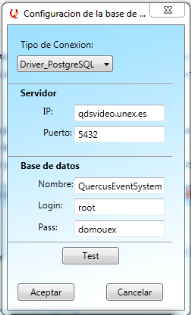 Configuracion de la base de ...
Tipo de Conexion:
Driver_PostgreSQL
Servidor
IP: qdsvideo.unex.es
Puerto: 5432
Base de datos
Nombre: QuercusEventSystem
Login: root
Pass: domouex
Test
Aceptar Cancelar